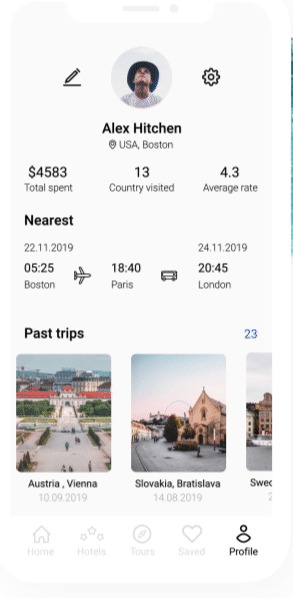 Alex Hitchen
USA, Boston
$4583 13 4.3
Total spent Country visited Average rate
Nearest
22.11.2019 24.11.2019
05:25 18:40 20:45
Boston Paris London
Past trips 23
Austria , Vienna Slovakia, Bratislava
10.09.2019 14.08.2019
Home Hotels Tours Saved Profile